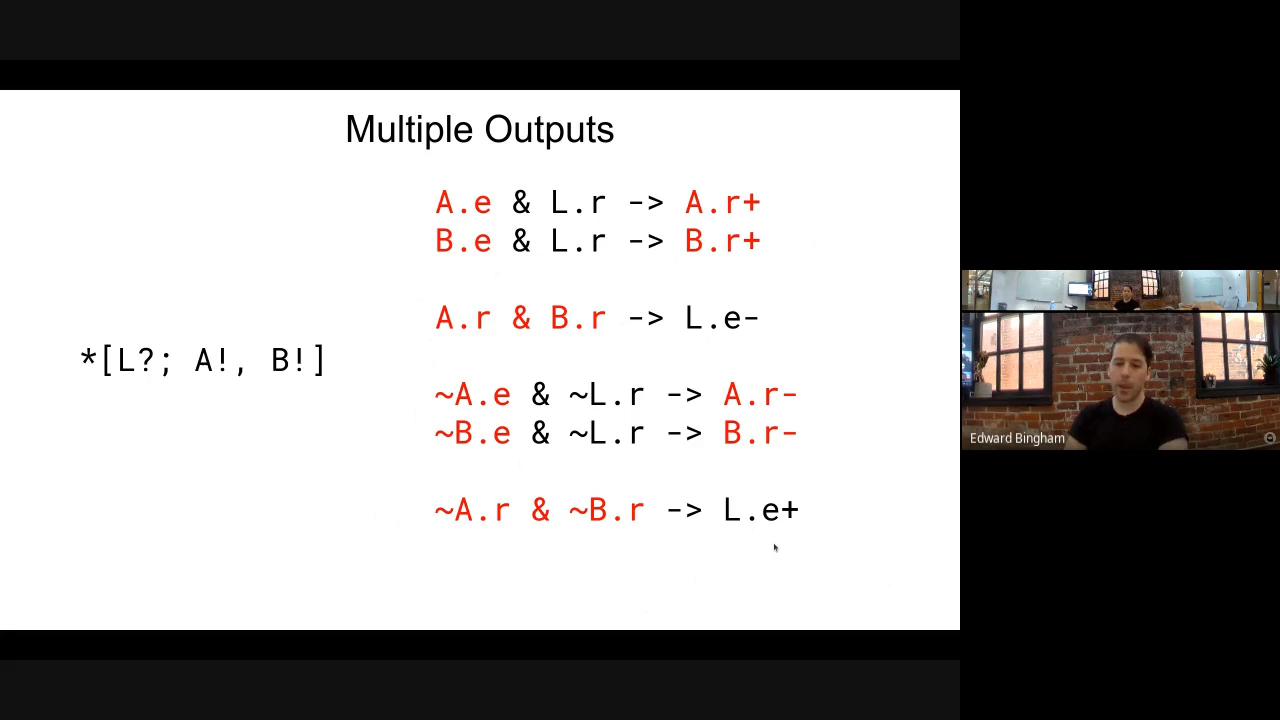 Multiple Outputs
A.e & L.r -> A.r+
B.e & L.r -> B.r+
A.r & B.r -> L.e-
*[L?; A!, B!]
~A.e & ~L.r -> A.r-
~B.e & ~L.r -> B.r-
~A.r & ~B.r -> L.e+
Edward Bingham